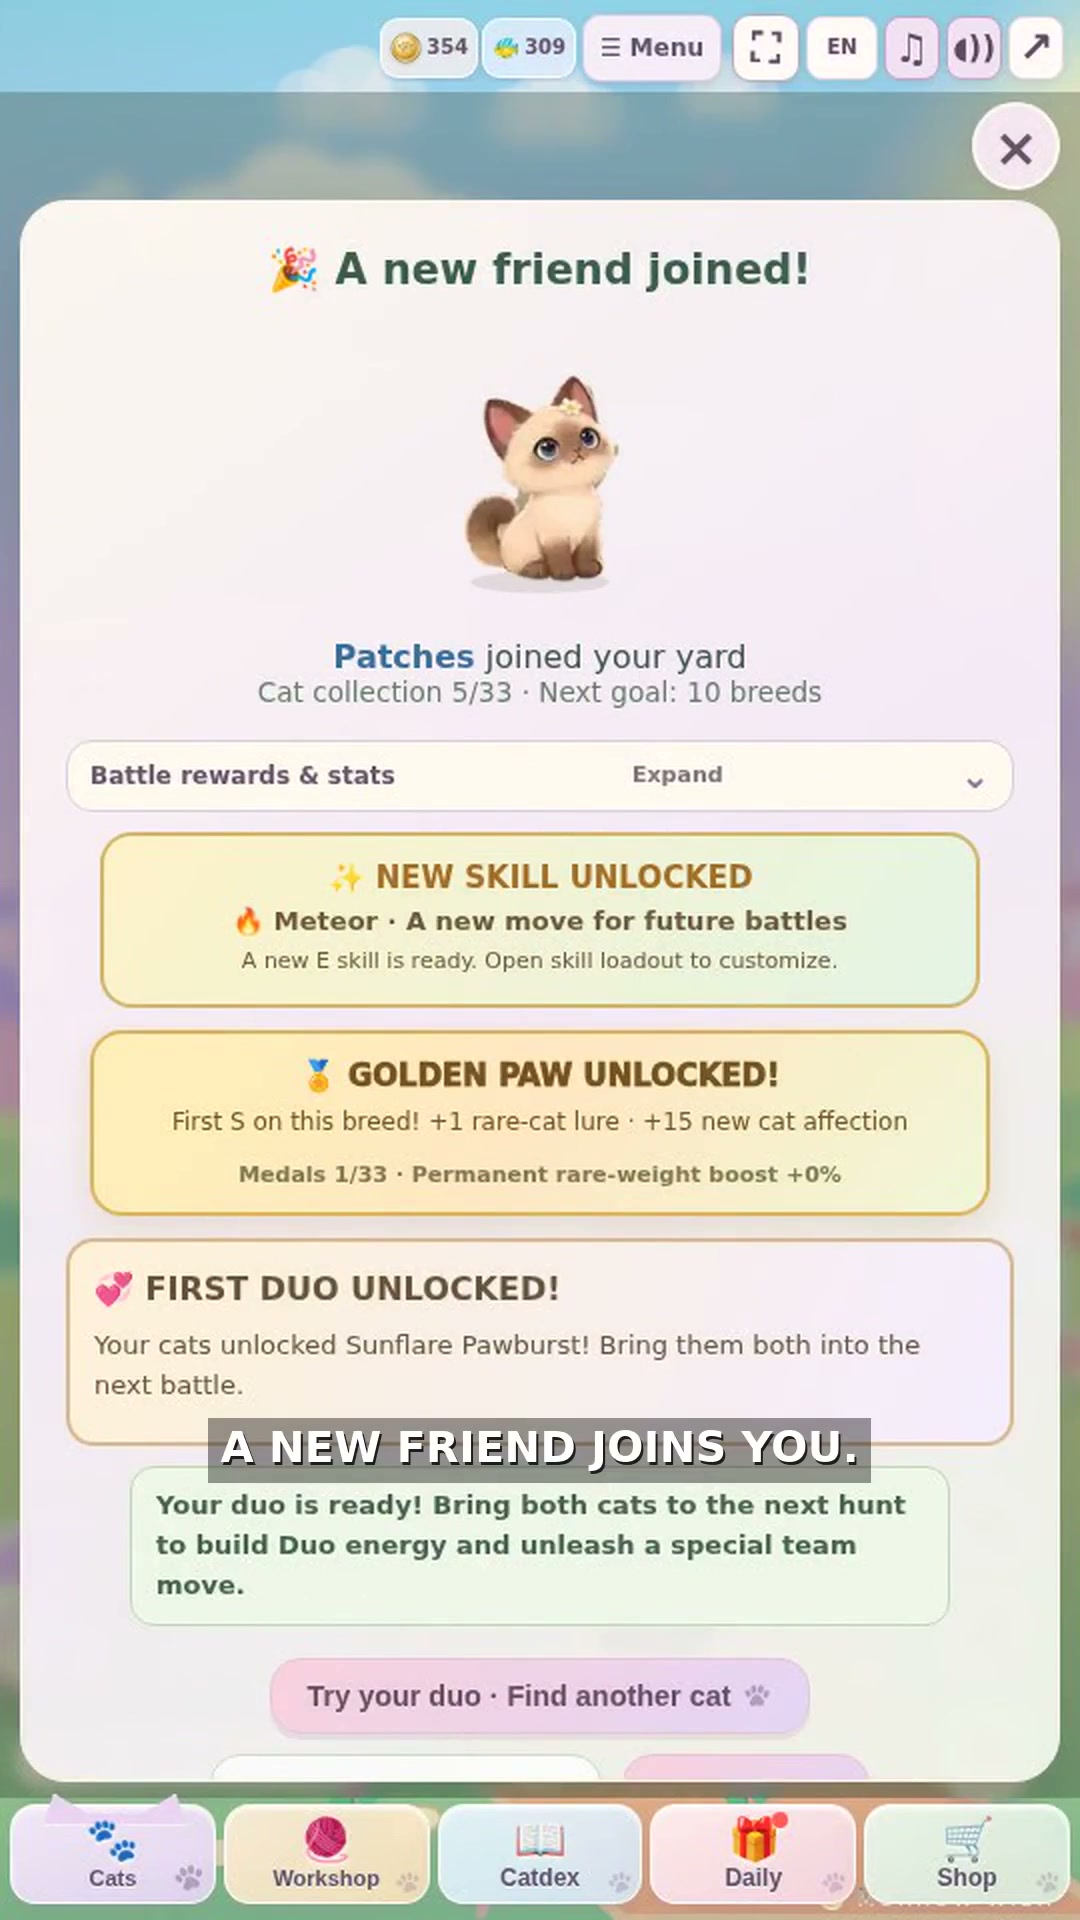 354
309
☰ Menu
EN
🎉 A new friend joined!
Patches joined your yard
Cat collection 5/33 · Next goal: 10 breeds
Battle rewards & stats
Expand
✨ NEW SKILL UNLOCKED
🔥 Meteor · A new move for future battles
A new E skill is ready. Open skill loadout to customize.
🏅 GOLDEN PAW UNLOCKED!
First S on this breed! +1 rare-cat lure · +15 new cat affection
Medals 1/33 · Permanent rare-weight boost +0%
💞 FIRST DUO UNLOCKED!
Your cats unlocked Sunflare Pawburst! Bring them both into the
next battle.
A NEW FRIEND JOINS YOU.
Your duo is ready! Bring both cats to the next hunt
to build Duo energy and unleash a special team
move.
Try your duo · Find another cat 🐾
Cats
Workshop
Catdex
Daily
Shop